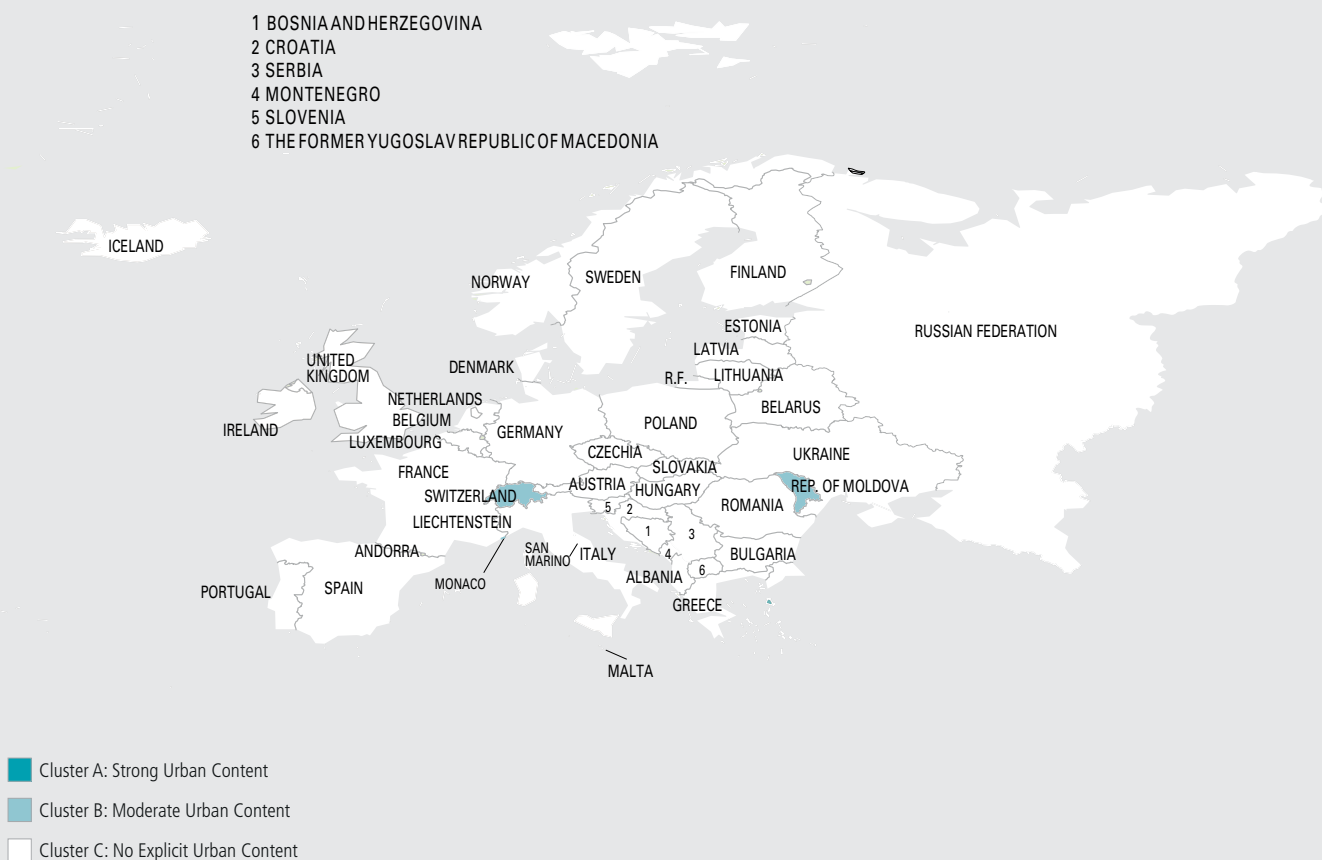 1 BOSNIA AND HERZEGOVINA
2 CROATIA
3 SERBIA
4 MONTENEGRO
5 SLOVENIA
6 THE FORMER YUGOSLAV REPUBLIC OF MACEDONIA
ICELAND
NORWAY
SWEDEN
FINLAND
RUSSIAN FEDERATION
ESTONIA
LATVIA
LITHUANIA
R.F.
DENMARK
UNITED
KINGDOM
IRELAND
NETHERLANDS
BELGIUM
LUXEMBOURG
GERMANY
POLAND
BELARUS
UKRAINE
CZECHIA
SLOVAKIA
FRANCE
SWITZERLAND
AUSTRIA
HUNGARY
REP. OF MOLDOVA
ROMANIA
LIECHTENSTEIN
5
2
1
3
4
6
ANDORRA
MONACO
SAN
MARINO
ITALY
BULGARIA
ALBANIA
PORTUGAL
SPAIN
GREECE
MALTA
Cluster A: Strong Urban Content
Cluster B: Moderate Urban Content
Cluster C: No Explicit Urban Content